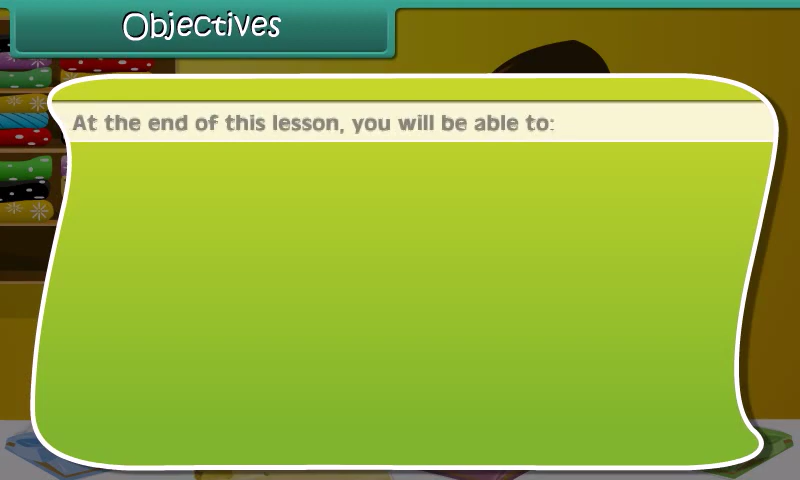 Objectives
At the end of this lesson, you will be able to: